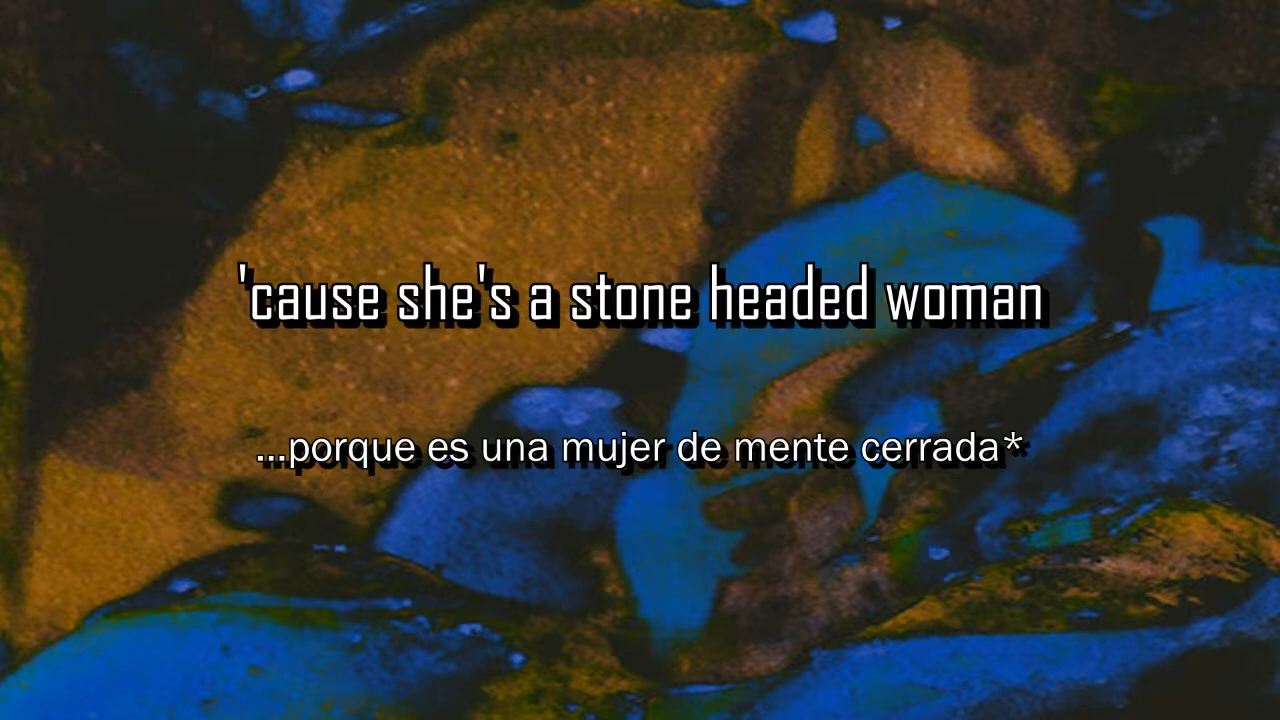 'cause she's a stone headed woman
...porque es una mujer de mente cerrada*